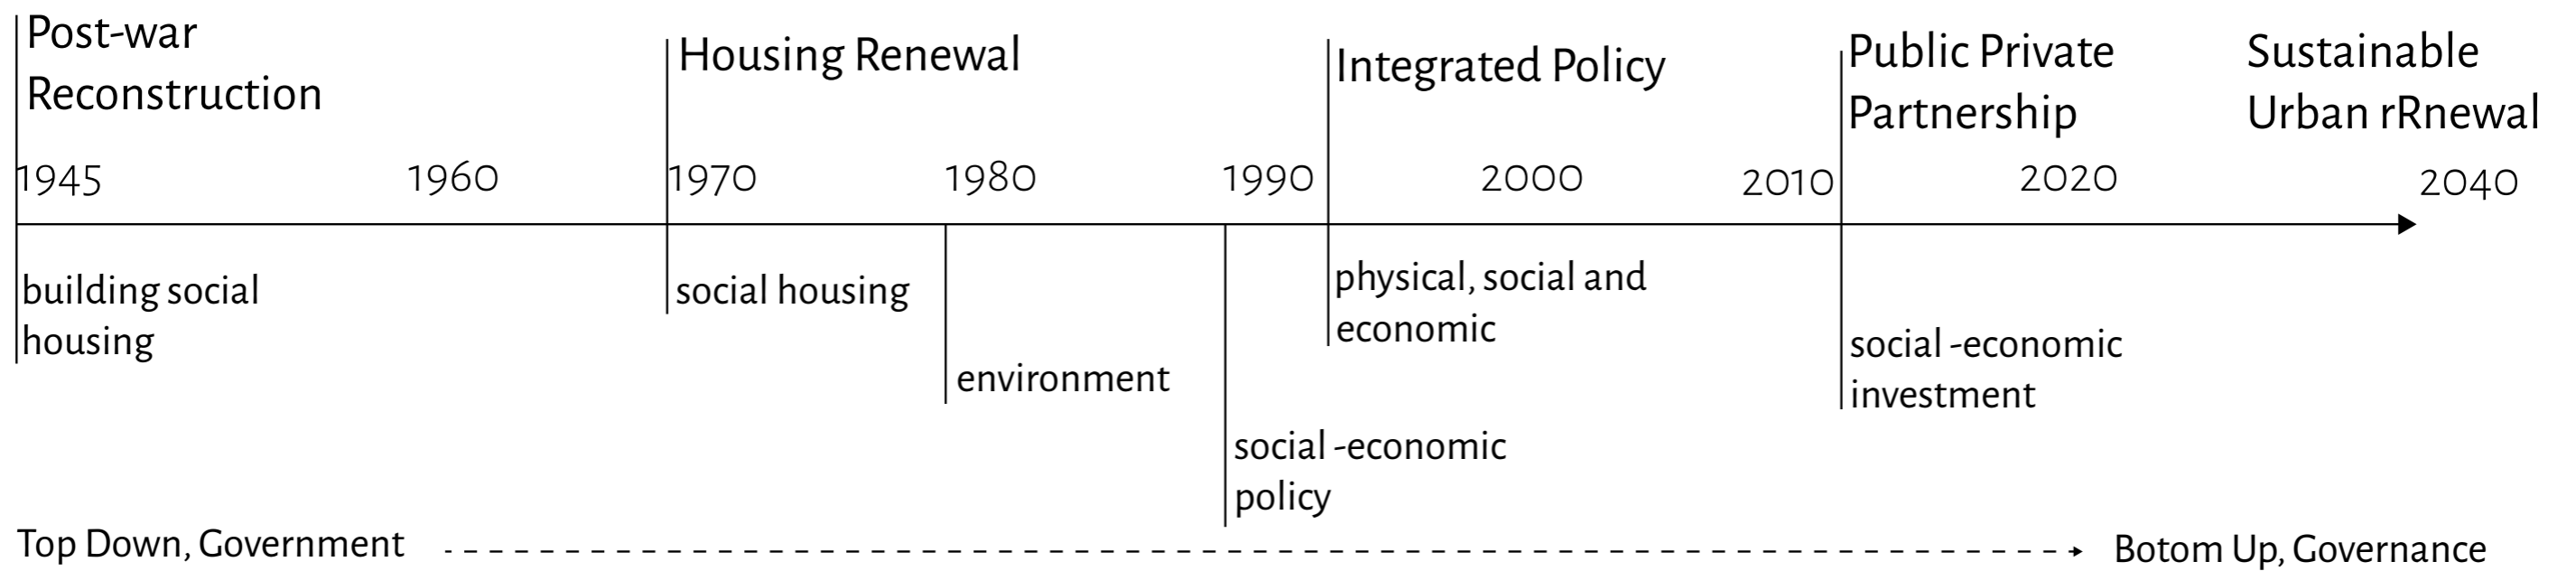 Post-war
Reconstruction
Housing Renewal
Integrated Policy
Public Private
Partnership
Sustainable
Urban rRnewal
1945
1960
1970
1980
1990
2000
2010
2020
2040
building social
housing
social housing
environment
social -economic
policy
physical, social and
economic
social -economic
investment
Top Down, Government
Botom Up, Governance